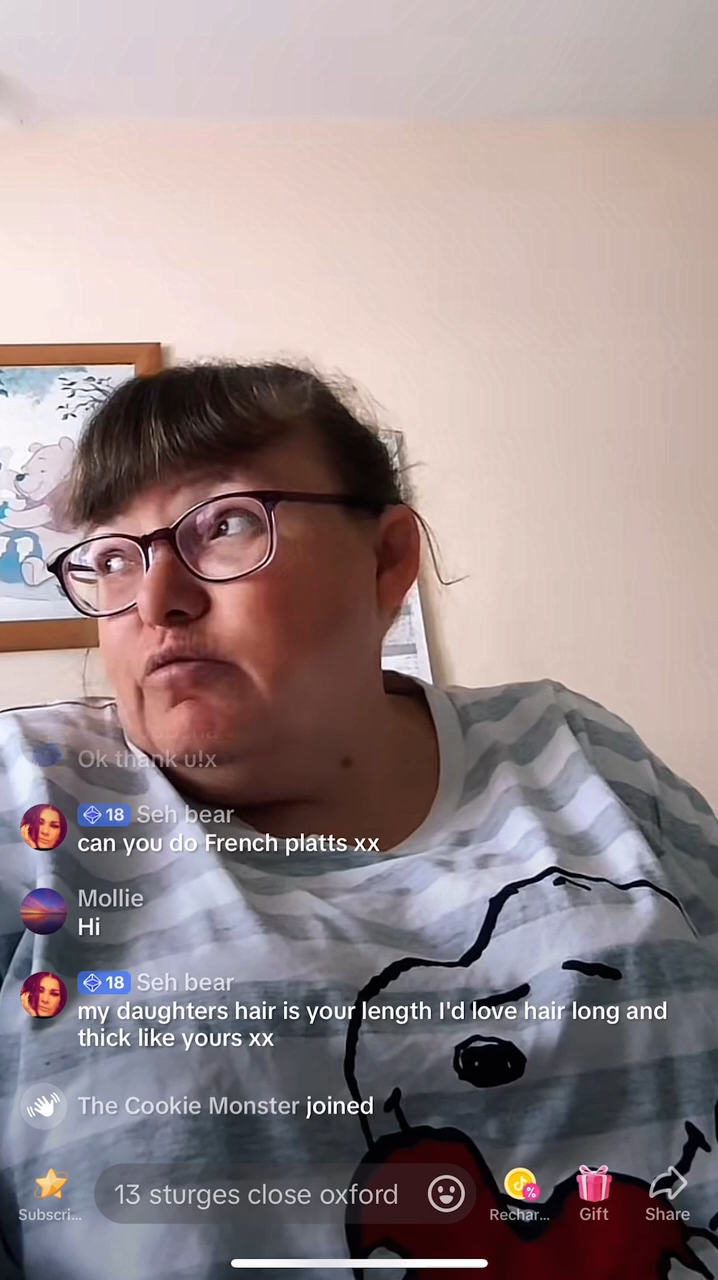 Ok thank u!x
18 Seh bear
can you do French platts xx
Mollie
Hi
18 Seh bear
my daughters hair is your length I'd love hair long and
thick like yours xx
The Cookie Monster joined
Subscri...
13 sturges close oxford
Rechar...
Gift
Share